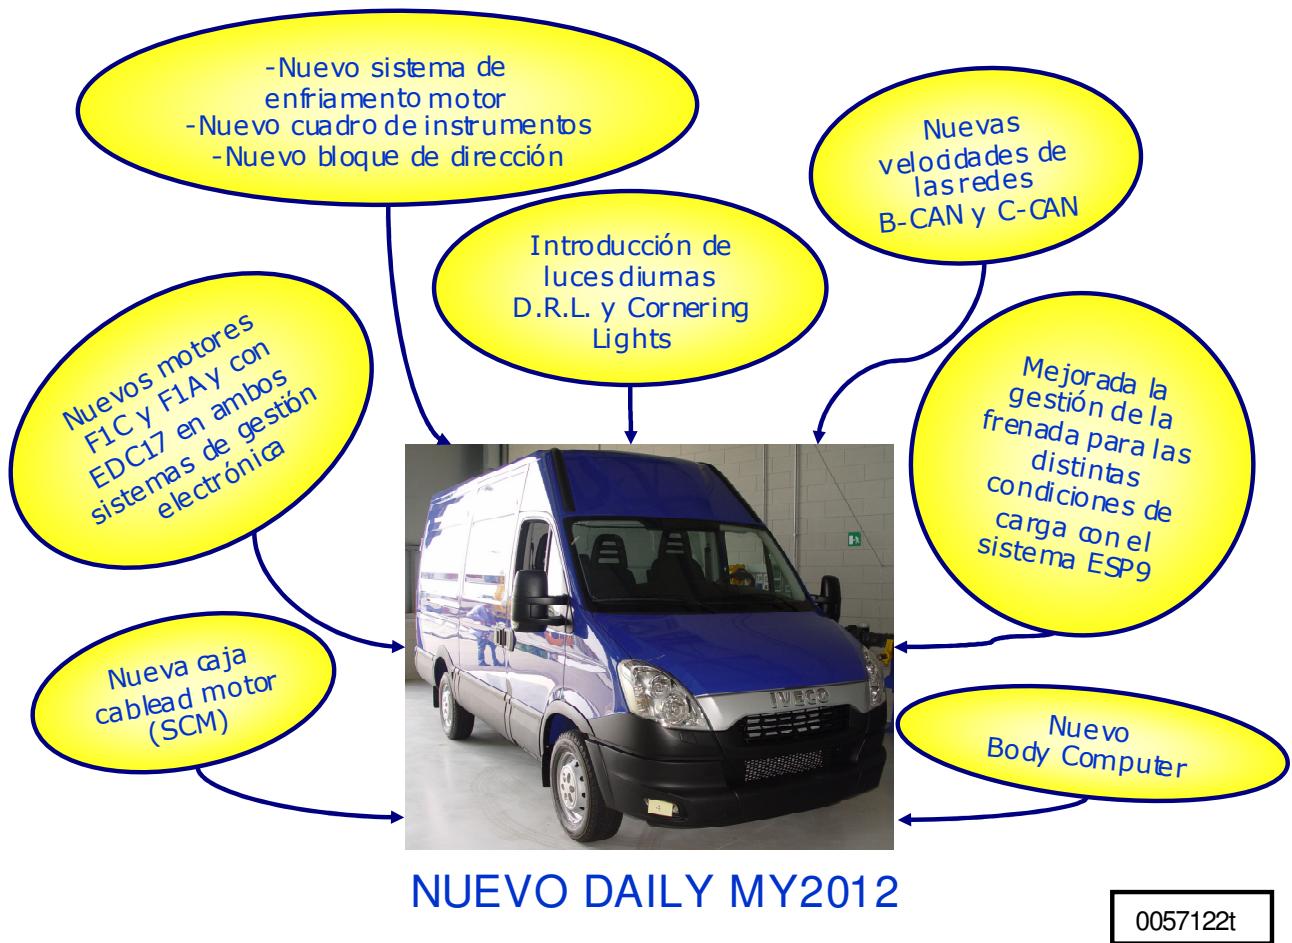 -Nuevo sistema de
enfriamento motor
-Nuevo cuadro de instrumentos
-Nuevo bloque de dirección
Nuevas
velocidades de
las redes
B-CAN y C-CAN
Introducción de
luces diurnas
D.R.L. y Cornering
Lights
Nuevos motores
F1C y F1A y con
EDC17 en ambos
sistemas de gestión
electrónica
Mejorada la
gestión de la
frenada para las
distintas
condiciones de
carga con el
sistema ESP9
Nueva caja
cablead motor
(SCM)
IVECO
Nuevo
Body Computer
NUEVO DAILY MY2012
0057122t